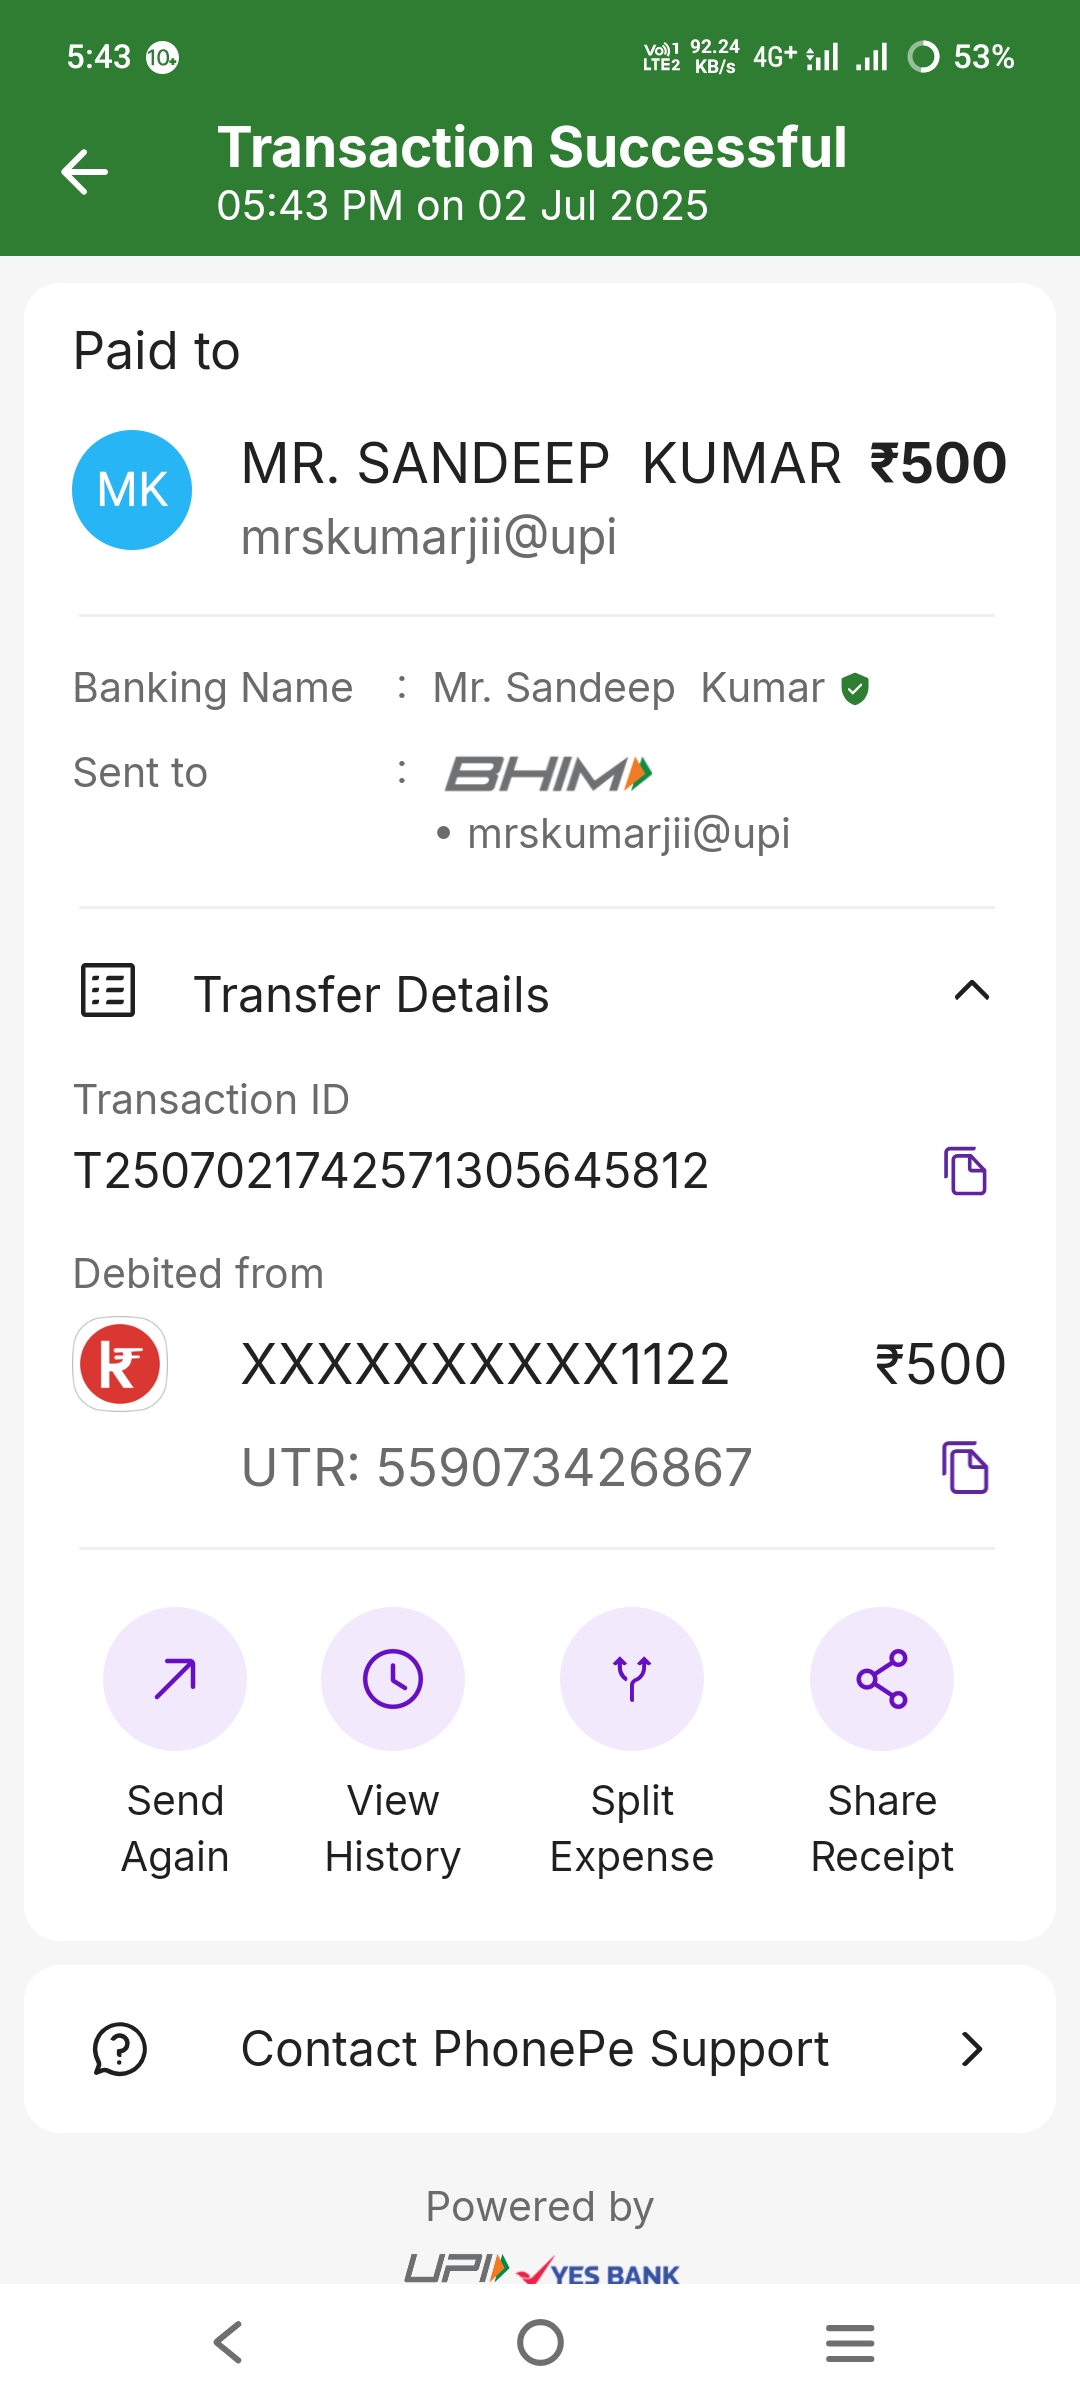 5:43 10+ Vo))1 LTE2 92.24 KB/s 4G+ 53%
Transaction Successful
05:43 PM on 02 Jul 2025
Paid to
MK MR. SANDEEP  KUMAR ₹500
mrskumarjii@upi
Banking Name : Mr. Sandeep  Kumar
Sent to : BHIM
• mrskumarjii@upi
Transfer Details
Transaction ID
T2507021742571305645812
Debited from
XXXXXXXXXX1122 ₹500
UTR: 559073426867
Send Again
View History
Split Expense
Share Receipt
Contact PhonePe Support
Powered by
UPI YES BANK